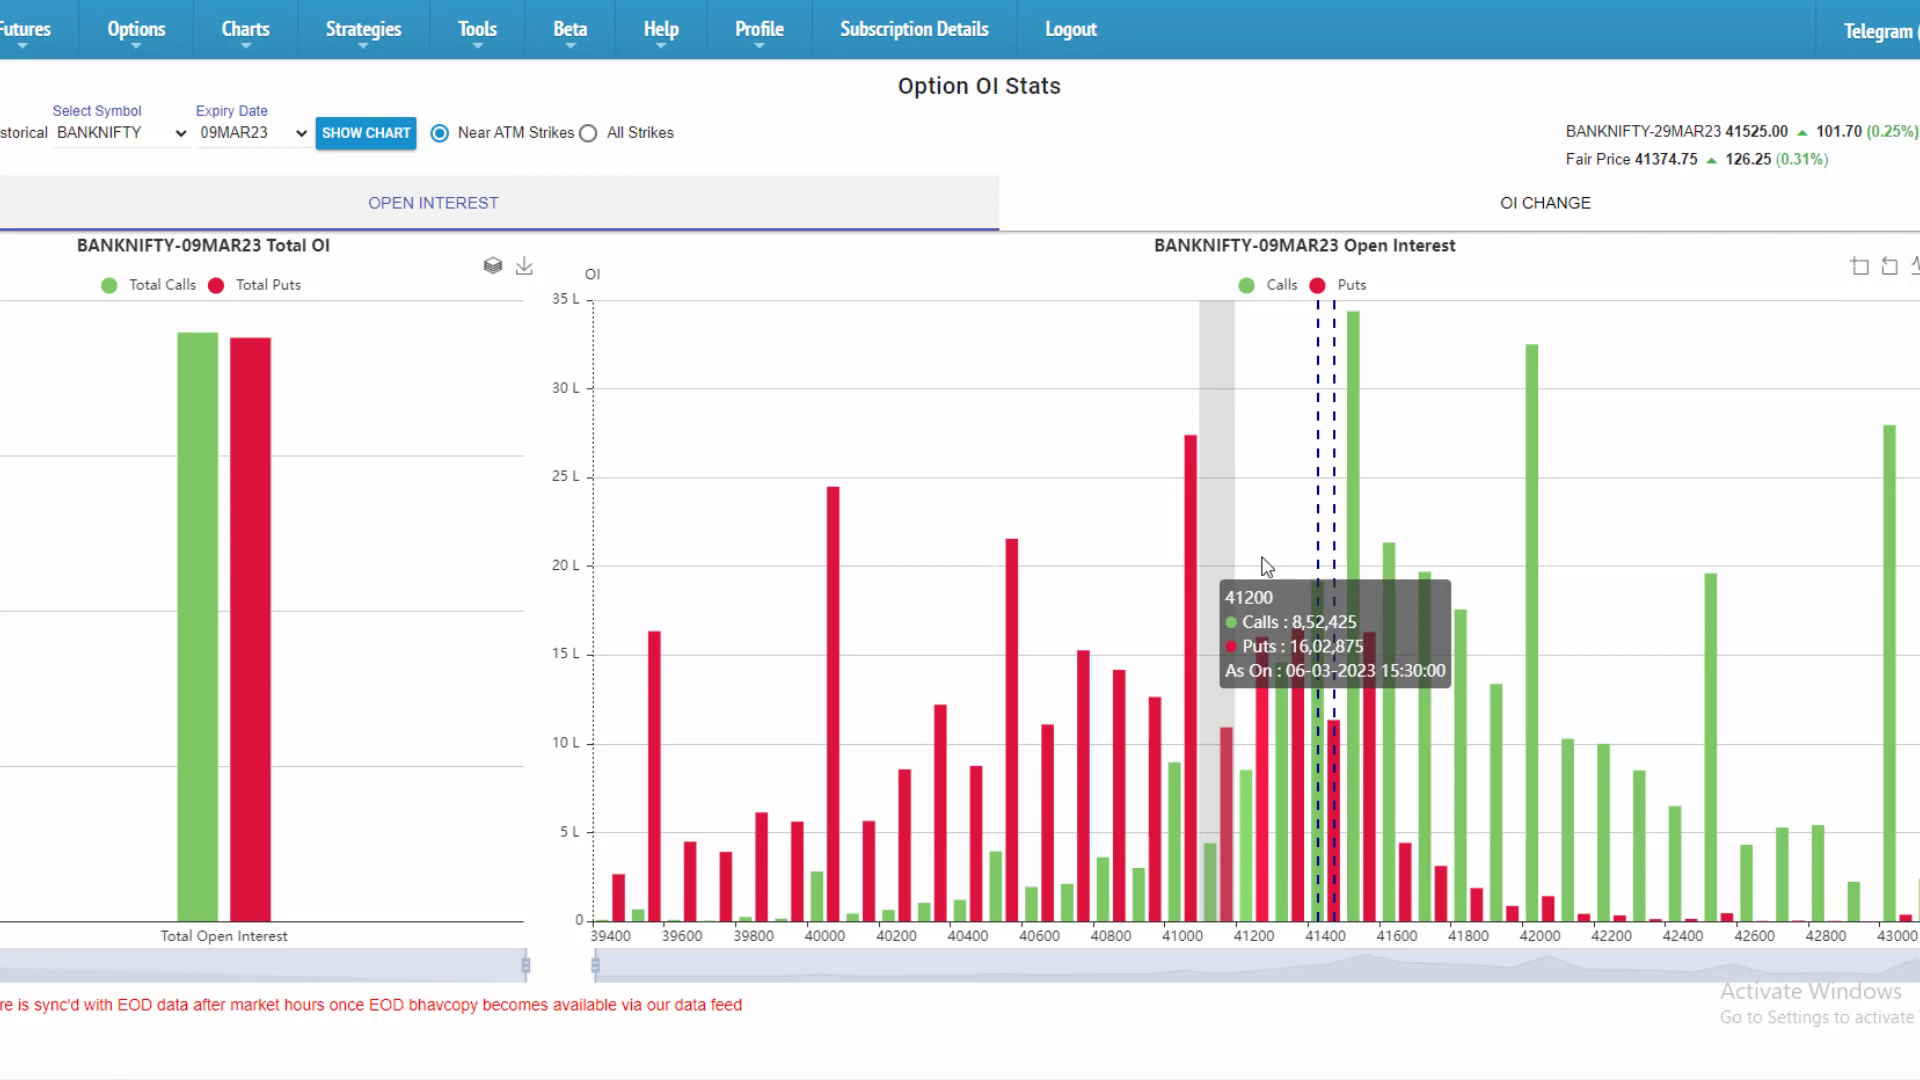 Futures Options Charts Strategies Tools Beta Help Profile Subscription Details Logout Telegram
Option OI Stats
Select Symbol Expiry Date
storical BANKNIFTY 09MAR23 SHOW CHART Near ATM Strikes All Strikes
BANKNIFTY-29MAR23 41525.00 101.70 (0.25%)
Fair Price 41374.75 126.25 (0.31%)
OPEN INTEREST OI CHANGE
BANKNIFTY-09MAR23 Total OI
Total Calls Total Puts
Total Open Interest
BANKNIFTY-09MAR23 Open Interest
OI
Calls Puts
35 L
30 L
25 L
20 L
15 L
10 L
5 L
0
41200
Calls : 8,52,425
Puts : 16,02,875
As On : 06-03-2023 15:30:00
39400 39600 39800 40000 40200 40400 40600 40800 41000 41200 41400 41600 41800 42000 42200 42400 42600 42800 43000
re is sync'd with EOD data after market hours once EOD bhavcopy becomes available via our data feed
Activate Windows
Go to Settings to activate